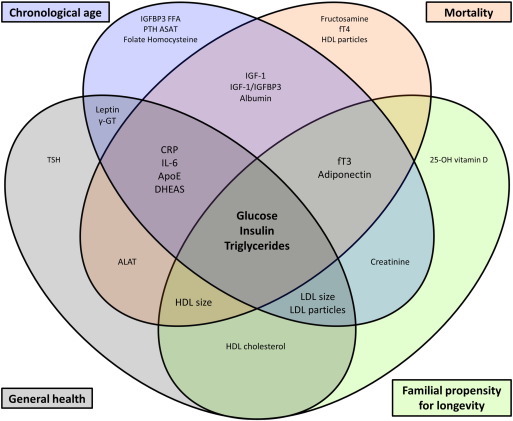 Chronological age
IGFBP3 FFA
PTH ASAT
Folate Homocysteine
Fructosamine
fT4
HDL particles
Mortality
IGF-1
IGF-1/IGFBP3
Albumin
Leptin
γ-GT
TSH
CRP
IL-6
ApoE
DHEAS
fT3
Adiponectin
25-OH vitamin D
Glucose
Insulin
Triglycerides
ALAT
Creatinine
HDL size
LDL size
LDL particles
HDL cholesterol
General health
Familial propensity
for longevity